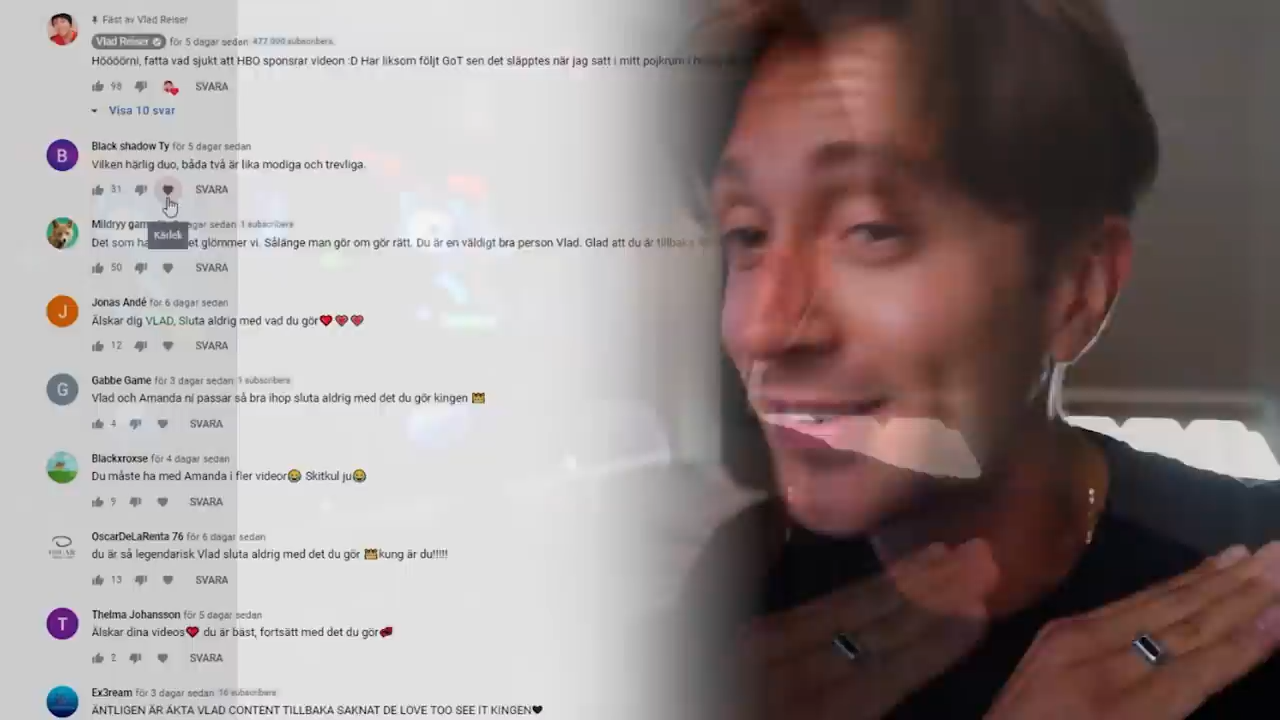 Fäst av Vlad Reiser
Vlad Reiser för 5 dagar sedan 477 000 subscribers
Höööörni, fatta vad sjukt att HBO sponsrar videon :D Har liksom följt GoT sen det släpptes när jag satt i mitt pojkrum i
98 SVARA
Visa 10 svar
B
Black shadow Ty för 5 dagar sedan
Vilken härlig duo, båda två är lika modiga och trevliga.
31 SVARA
Mildryy dagar sedan 1 subscribers
Kärlek
Det som glömmer vi. Sålänge man gör om gör rätt. Du är en väldigt bra person Vlad. Glad att du är tillbaka
50 SVARA
J
Jonas Andé för 6 dagar sedan
Älskar dig VLAD, Sluta aldrig med vad du gör❤️💗💗
12 SVARA
G
Gabbe Game för 3 dagar sedan 1 subscribers
Vlad och Amanda ni passar så bra ihop sluta aldrig med det du gör kingen 👑
4 SVARA
Blackxroxse för 4 dagar sedan
Du måste ha med Amanda i fler videor😂 Skitkul ju😂
9 SVARA
OscarDeLaRenta 76 för 6 dagar sedan
du är så legendarisk Vlad sluta aldrig med det du gör 👑kung är du!!!!!
13 SVARA
T
Thelma Johansson för 5 dagar sedan
Älskar dina videos❤️ du är bäst, fortsätt med det du gör💋
2 SVARA
Ex3ream för 3 dagar sedan 16 subscribers
ÄNTLIGEN ÄR ÄKTA VLAD CONTENT TILLBAKA SAKNAT DE LOVE TOO SEE IT KINGEN🖤